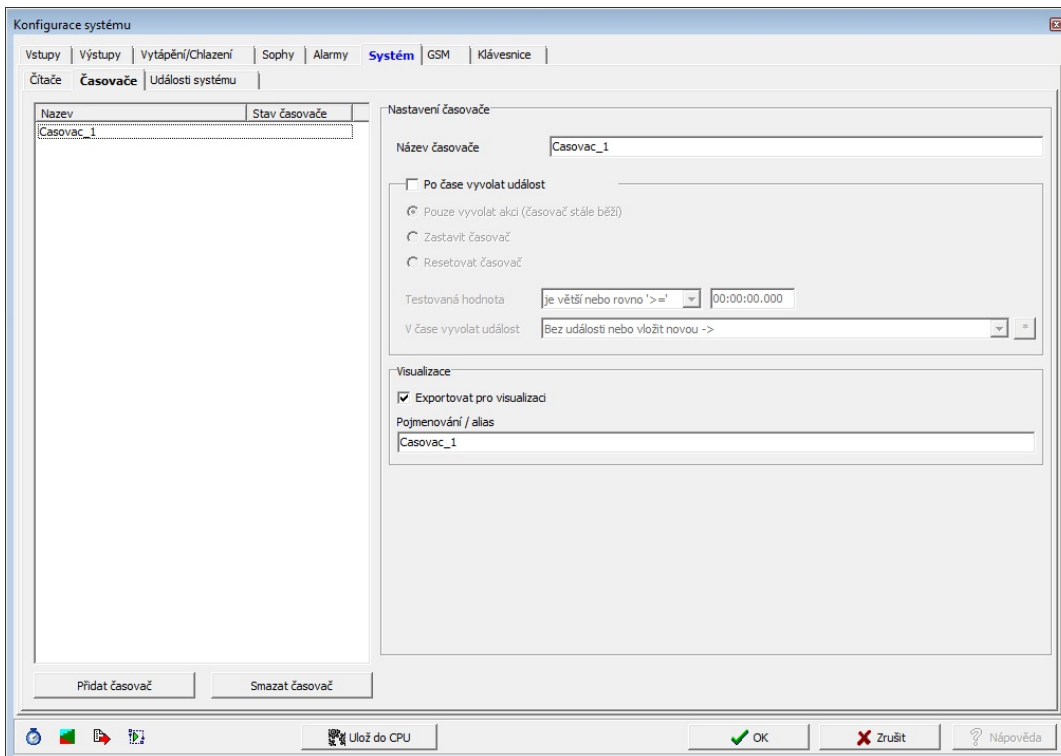 Konfigurace systému
Vstupy Výstupy Vytápění/Chlazení Sophy Alarmy Systém GSM Klávesnice
Čítače Časovače Události systému
Nazev Stav časovače
Casovac_1
Nastavení časovače
Název časovače Casovac_1
Po čase vyvolat událost
Pouze vyvolat akci (časovač stále běží)
Zastavit časovač
Resetovat časovač
Testovaná hodnota je větší nebo rovno '>=' 00:00:00.000
V čase vyvolat událost Bez události nebo vložit novou -> *
Visualizace
Exportovat pro visualizaci
Pojmenování / alias
Casovac_1
Přidat časovač Smazat časovač
Ulož do CPU OK Zrušit Nápověda